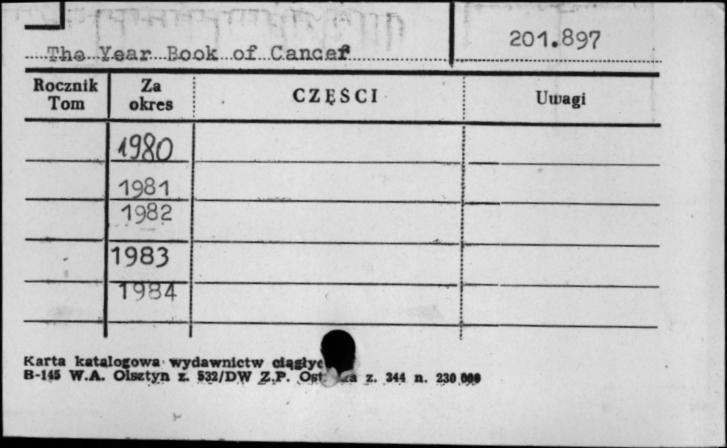 The Year Book of Cancer
201.897
Rocznik Tom
Za okres
CZĘŚCI
Uwagi
1980
1981
1982
1983
1984
Karta katalogowa wydawnictw
B-145 W.A. Olsztyn z. 532/DW Z.P. z. 344 n. 230 000